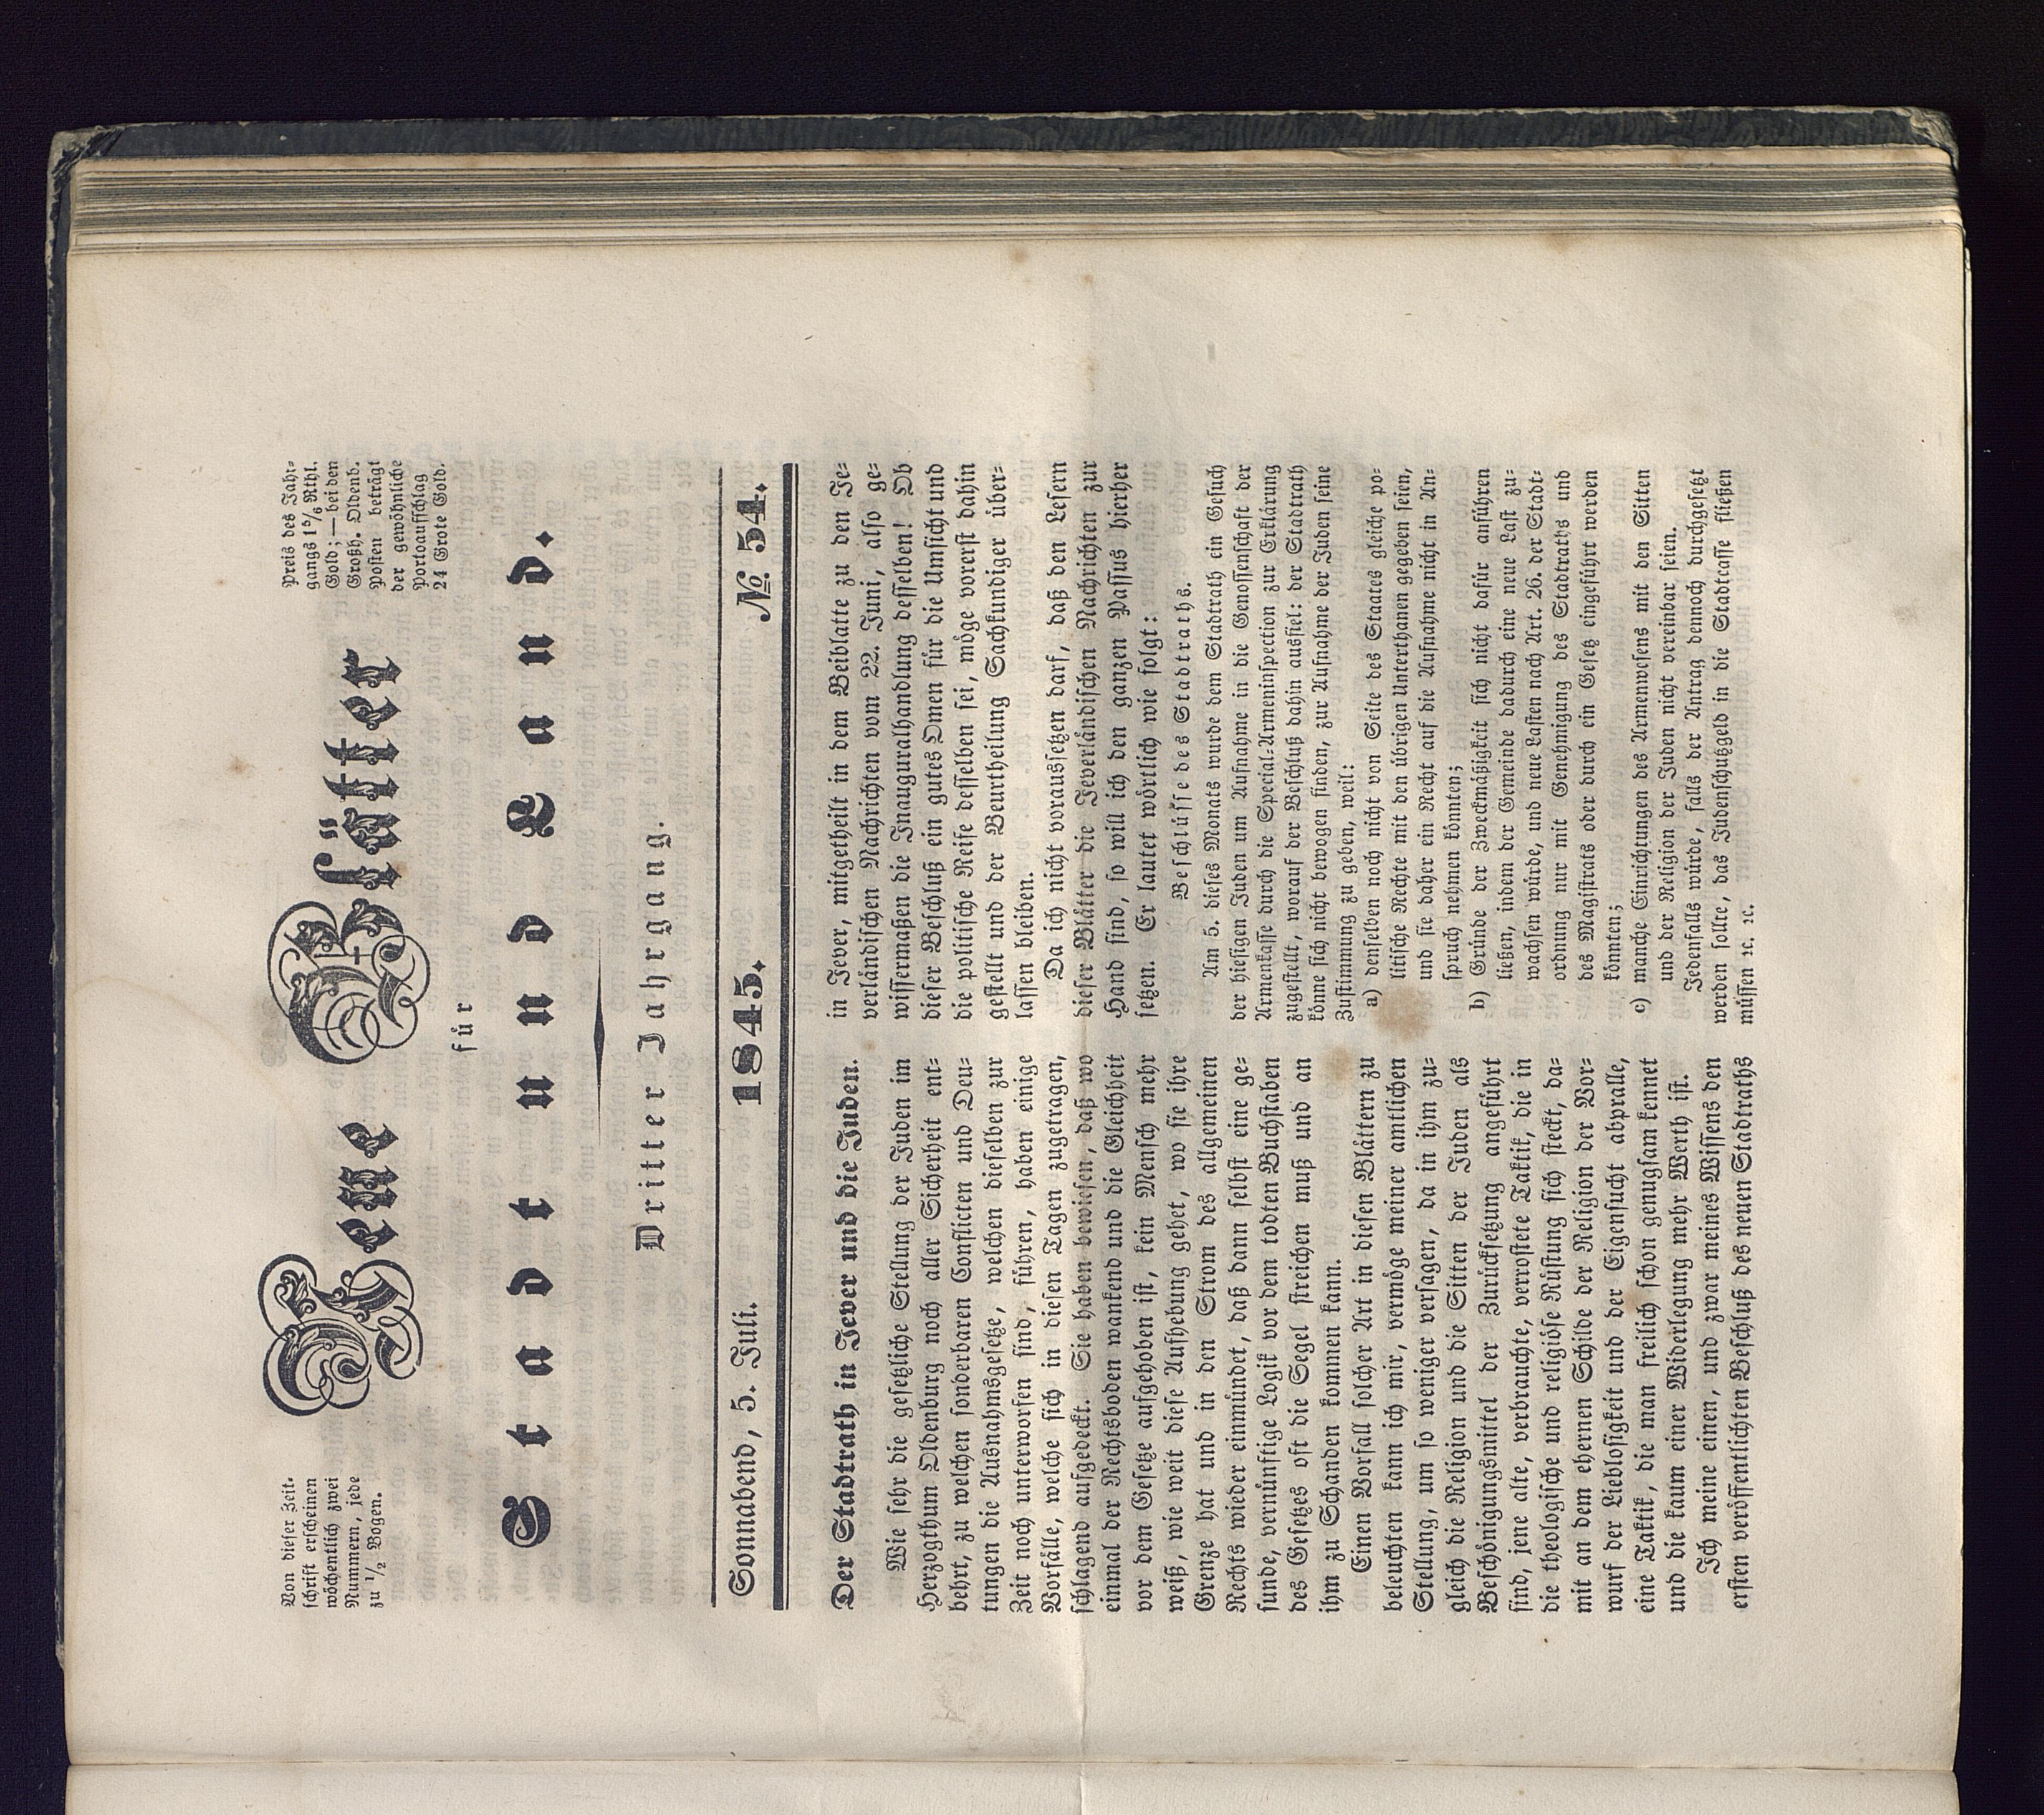 Von dieser Zeit-
schrift erscheinen
wöchentlich zwei
Nummern, jede
zu 1/2 Bogen.
Neue Blätter
für
Stadt und Land.
Preis des Jahr-
gangs 1 5/6 Rthl.
Gold; — bei den
Großh. Oldenb.
Posten beträgt
der gewöhnliche
Portoaufschlag
24 Grote Gold.
Dritter Jahrgang.
Sonnabend, 5. Juli. 1845. No. 54.
Der Stadtrath in Jever und die Juden.
Wie sehr die gesetzliche Stellung der Juden im
Herzogthum Oldenburg noch aller Sicherheit ent-
behrt, zu welchen sonderbaren Conflicten und Deu-
tungen die Ausnahmsgesetze, welchen dieselben zur
Zeit noch unterworfen sind, führen, haben einige
Vorfälle, welche sich in diesen Tagen zugetragen,
schlagend aufgedeckt. Sie haben bewiesen, daß wo
einmal der Rechtsboden wankend und die Gleichheit
vor dem Gesetze aufgehoben ist, kein Mensch mehr
weiß, wie weit diese Aufhebung gehet, wo sie ihre
Grenze hat und in den Strom des allgemeinen
Rechts wieder einmündet, daß dann selbst eine ge-
sunde, vernünftige Logik vor dem todten Buchstaben
des Gesetzes oft die Segel streichen muß und an
ihm zu Schanden kommen kann.
Einen Vorfall solcher Art in diesen Blättern zu
beleuchten kann ich mir, vermöge meiner amtlichen
Stellung, um so weniger versagen, da in ihm zu-
gleich die Religion und die Sitten der Juden als
Beschönigungsmittel der Zurücksetzung angeführt
sind, jene alte, verbrauchte, verrostete Taktik, die in
die theologische und religiöse Rüstung sich steckt, da-
mit an dem ehernen Schilde der Religion der Vor-
wurf der Lieblosigkeit und der Eigensucht abpralle,
eine Taktik, die man freilich schon genugsam kennet
und die kaum einer Widerlegung mehr Werth ist.
Ich meine einen, und zwar meines Wissens den
ersten veröffentlichten Beschluß des neuen Stadtraths
in Jever, mitgetheilt in dem Beiblatte zu den Je-
verländischen Nachrichten vom 22. Juni, also ge-
wissermaßen die Inauguralhandlung desselben! Ob
dieser Beschluß ein gutes Omen für die Umsicht und
die politische Reife desselben sei, möge vorerst dahin
gestellt und der Beurtheilung Sachkundiger über-
lassen bleiben.
Da ich nicht voraussetzen darf, daß den Lesern
dieser Blätter die Jeverländischen Nachrichten zur
Hand sind, so will ich den ganzen Passus hierher
setzen. Er lautet wörtlich wie folgt:
Beschlüsse des Stadtraths.
Am 5. dieses Monats wurde dem Stadtrath ein Gesuch
der hiesigen Juden um Aufnahme in die Genossenschaft der
Armenkasse durch die Special-Armeninspection zur Erklärung
zugestellt, worauf der Beschluß dahin ausfiel: der Stadtrath
könne sich nicht bewogen finden, zur Aufnahme der Juden seine
Zustimmung zu geben, weil:
a) denselben noch nicht von Seite des Staates gleiche po-
litische Rechte mit den übrigen Unterthanen gegeben seien,
und sie daher ein Recht auf die Aufnahme nicht in An-
spruch nehmen könnten;
b) Gründe der Zweckmäßigkeit sich nicht dafür anführen
ließen, indem der Gemeinde dadurch eine neue Last zu-
wachsen würde, und neue Lasten nach Art. 26. der Stadt-
ordnung nur mit Genehmigung des Stadtraths und
des Magistrats oder durch ein Gesetz eingeführt werden
könnten;
c) manche Einrichtungen des Armenwesens mit den Sitten
und der Religion der Juden nicht vereinbar seien.
Jedenfalls würde, falls der Antrag dennoch durchgesetzt
werden sollte, das Judenschutzgeld in die Stadtkasse fließen
müssen ꝛc. ꝛc.